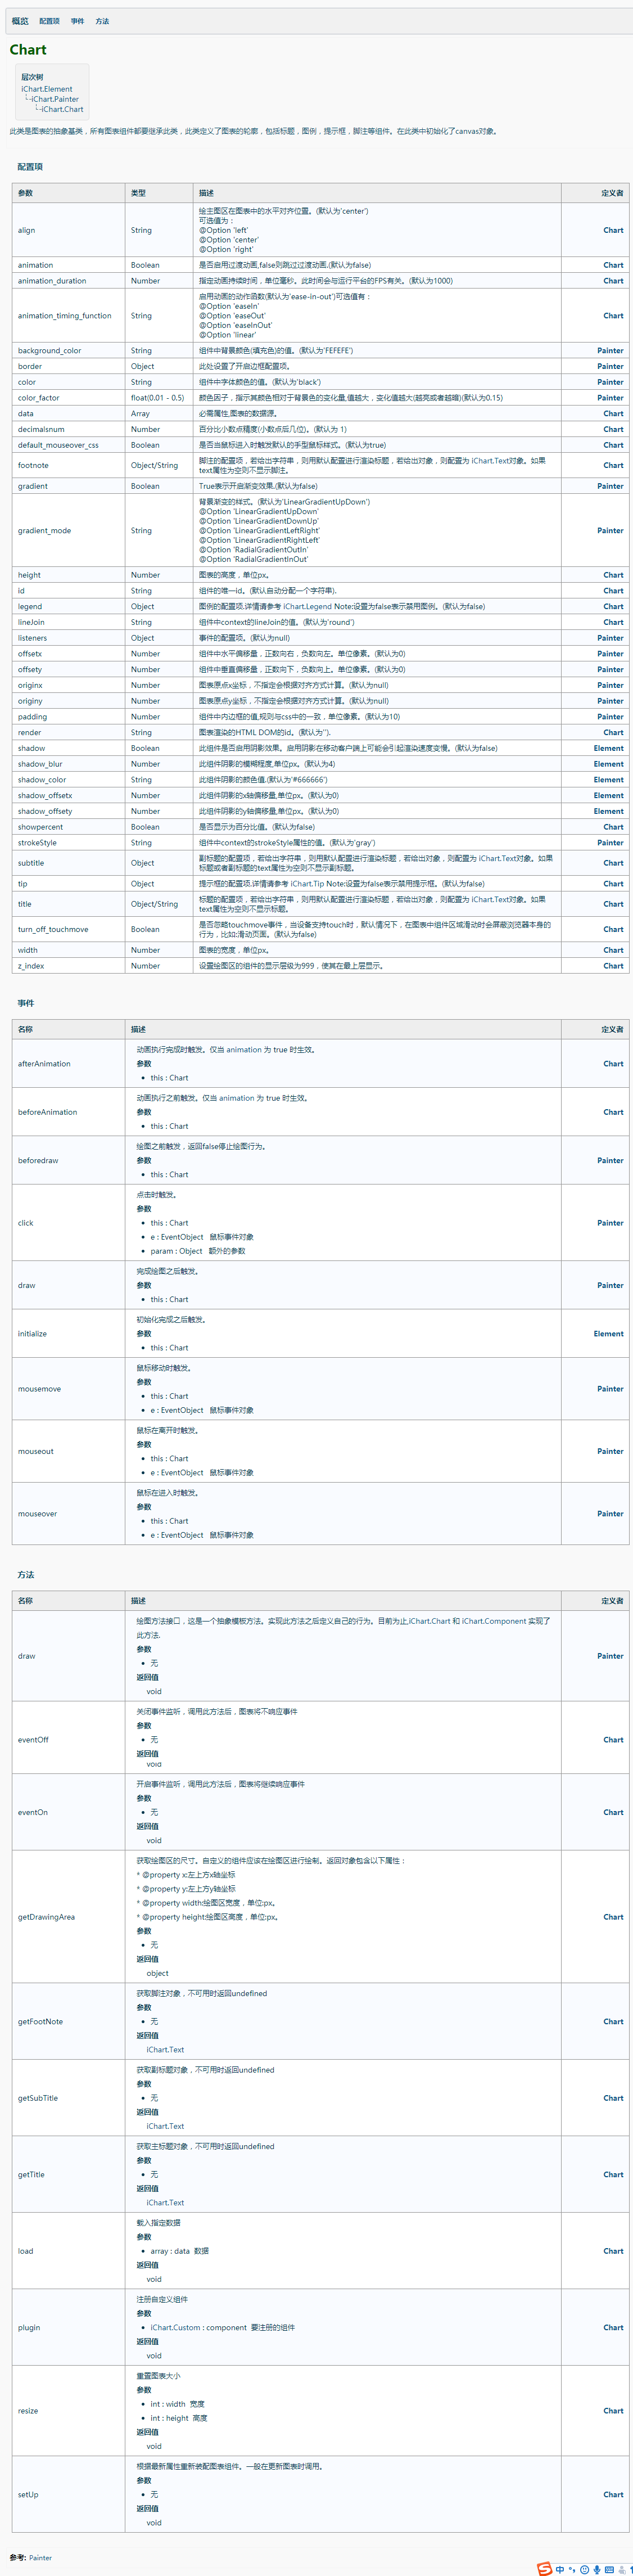 概览 配置项 事件 方法
Chart
层次树
iChart.Element
iChart.Painter
iChart.Chart
此类是图表的抽象基类，所有图表组件都要继承此类，此类定义了图表的轮廓，包括标题，图例，提示框，脚注等组件。在此类中初始化了canvas对象。
配置项
参数 类型 描述 定义者
align String 绘主图区在图表中的水平对齐位置。(默认为'center') Chart
可选值为：
@Option 'left'
@Option 'center'
@Option 'right'
animation Boolean 是否启用过渡动画,false则跳过过渡动画.(默认为false) Chart
animation_duration Number 指定动画持续时间，单位毫秒。此时间会与运行平台的FPS有关。(默认为1000) Chart
animation_timing_function String 启用动画的动作函数(默认为'ease-in-out')可选值有： Chart
@Option 'easeIn'
@Option 'easeOut'
@Option 'easeInOut'
@Option 'linear'
background_color String 组件中背景颜色(填充色)的值。(默认为'FEFEFE') Painter
border Object 此处设置了开启边框配置项。 Painter
color String 组件中字体颜色的值。(默认为'black') Painter
color_factor float(0.01 - 0.5) 颜色因子，指示其颜色相对于背景色的变化量,值越大，变化值越大(越亮或者越暗)(默认为0.15) Painter
data Array 必需属性,图表的数据源。 Chart
decimalsnum Number 百分比小数点精度(小数点后几位)。(默认为 1) Chart
default_mouseover_css Boolean 是否当鼠标进入时触发默认的手型鼠标样式。(默认为true) Chart
footnote Object/String 脚注的配置项，若给出字符串，则用默认配置进行渲染标题，若给出对象，则配置为 iChart.Text对象。如果 Chart
text属性为空则不显示脚注。
gradient Boolean True表示开启渐变效果.(默认为false) Painter
gradient_mode String 背景渐变的样式。(默认为'LinearGradientUpDown') Painter
@Option 'LinearGradientUpDown'
@Option 'LinearGradientDownUp'
@Option 'LinearGradientLeftRight'
@Option 'LinearGradientRightLeft'
@Option 'RadialGradientOutIn'
@Option 'RadialGradientInOut'
height Number 图表的高度，单位px。 Chart
id String 组件的唯一id。(默认自动分配一个字符串). Chart
legend Object 图例的配置项.详情请参考 iChart.Legend Note:设置为false表示禁用图例。(默认为false) Chart
lineJoin String 组件中context的lineJoin的值。(默认为'round') Chart
listeners Object 事件的配置项。(默认为null) Painter
offsetx Number 组件中水平偏移量，正数向右，负数向左。单位像素。(默认为0) Painter
offsety Number 组件中垂直偏移量，正数向下，负数向上。单位像素。(默认为0) Painter
originx Number 图表原点x坐标，不指定会根据对齐方式计算。(默认为null) Painter
originy Number 图表原点y坐标，不指定会根据对齐方式计算。(默认为null) Painter
padding Number 组件中内边框的值,规则与css中的一致，单位像素。(默认为10) Painter
render String 图表渲染的HTML DOM的id。(默认为''). Chart
shadow Boolean 此组件是否启用阴影效果。启用阴影在移动客户端上可能会引起渲染速度变慢。(默认为false) Element
shadow_blur Number 此组件阴影的模糊程度,单位px。(默认为4) Element
shadow_color String 此组件阴影的颜色值.(默认为'#666666') Element
shadow_offsetx Number 此组件阴影的x轴偏移量,单位px。(默认为0) Element
shadow_offsety Number 此组件阴影的y轴偏移量,单位px。(默认为0) Element
showpercent Boolean 是否显示为百分比值。(默认为false) Chart
strokeStyle String 组件中context的strokeStyle属性的值。(默认为'gray') Painter
subtitle Object 副标题的配置项，若给出字符串，则用默认配置进行渲染标题，若给出对象，则配置为 iChart.Text对象。如果 Chart
标题或者副标题的text属性为空则不显示副标题。
tip Object 提示框的配置项,详情请参考 iChart.Tip Note:设置为false表示禁用提示框。(默认为false) Chart
title Object/String 标题的配置项，若给出字符串，则用默认配置进行渲染标题，若给出对象，则配置为 iChart.Text对象。如果 Chart
text属性为空则不显示标题。
turn_off_touchmove Boolean 是否忽略touchmove事件，当设备支持touch时，默认情况下，在图表中组件区域滑动时会屏蔽浏览器本身的 Chart
行为，比如:滑动页面。(默认为false)
width Number 图表的宽度，单位px。 Chart
z_index Number 设置绘图区的组件的显示层级为999，使其在最上层显示。 Chart
事件
名称 描述 定义者
afterAnimation 动画执行完成时触发。仅当 animation 为 true 时生效。 Chart
参数
• this : Chart
beforeAnimation 动画执行之前触发。仅当 animation 为 true 时生效。 Chart
参数
• this : Chart
beforedraw 绘图之前触发，返回false停止绘图行为。 Painter
参数
• this : Chart
click 点击时触发。 Painter
参数
• this : Chart
• e : EventObject 鼠标事件对象
• param : Object 额外的参数
draw 完成绘图之后触发。 Painter
参数
• this : Chart
initialize 初始化完成之后触发。 Element
参数
• this : Chart
mousemove 鼠标移动时触发。 Painter
参数
• this : Chart
• e : EventObject 鼠标事件对象
mouseout 鼠标在离开时触发。 Painter
参数
• this : Chart
• e : EventObject 鼠标事件对象
mouseover 鼠标在进入时触发。 Painter
参数
• this : Chart
• e : EventObject 鼠标事件对象
方法
名称 描述 定义者
draw 绘图方法接口，这是一个抽象模板方法。实现此方法之后定义自己的行为。目前为止,iChart.Chart 和 iChart.Component 实现了 Painter
此方法.
参数
• 无
返回值
void
eventOff 关闭事件监听，调用此方法后，图表将不响应事件 Chart
参数
• 无
返回值
void
eventOn 开启事件监听，调用此方法后，图表将继续响应事件 Chart
参数
• 无
返回值
void
getDrawingArea 获取绘图区的尺寸。自定义的组件应该在绘图区进行绘制。返回对象包含以下属性： Chart
* @property x:左上方x轴坐标
* @property y:左上方y轴坐标
* @property width:绘图区宽度，单位:px。
* @property height:绘图区高度，单位:px。
参数
• 无
返回值
object
getFootNote 获取脚注对象，不可用时返回undefined Chart
参数
• 无
返回值
iChart.Text
getSubTitle 获取副标题对象，不可用时返回undefined Chart
参数
• 无
返回值
iChart.Text
getTitle 获取主标题对象，不可用时返回undefined Chart
参数
• 无
返回值
iChart.Text
load 载入指定数据 Chart
参数
• array : data 数据
返回值
void
plugin 注册自定义组件 Chart
参数
• iChart.Custom : component 要注册的组件
返回值
void
resize 重置图表大小 Chart
参数
• int : width 宽度
• int : height 高度
返回值
void
setUp 根据最新属性重新装配图表组件。一般在更新图表时调用。 Chart
参数
• 无
返回值
void
参考: Painter
中